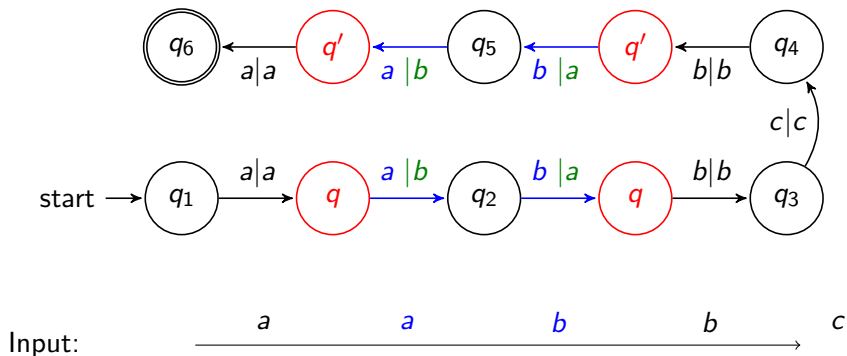 q6 q′ q5 q′ q4
a|a a |b b |a b|b
c|c
a|a a |b b |a b|b
start q1 q q2 q q3
a a b b c
Input: